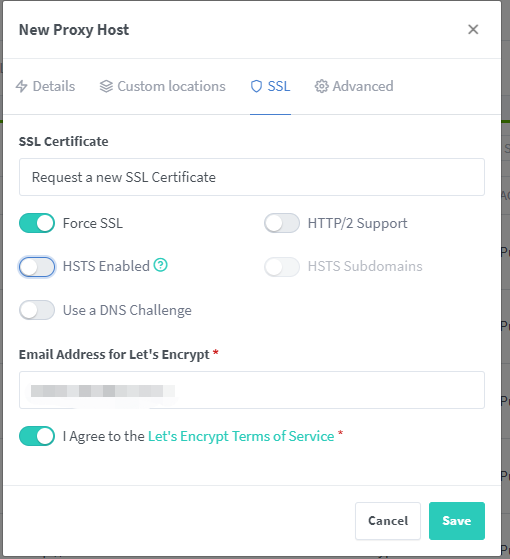 New Proxy Host
Details Custom locations SSL Advanced
SSL Certificate
Request a new SSL Certificate
Force SSL HTTP/2 Support
HSTS Enabled HSTS Subdomains
Use a DNS Challenge
Email Address for Let's Encrypt *
I Agree to the Let's Encrypt Terms of Service *
Cancel Save